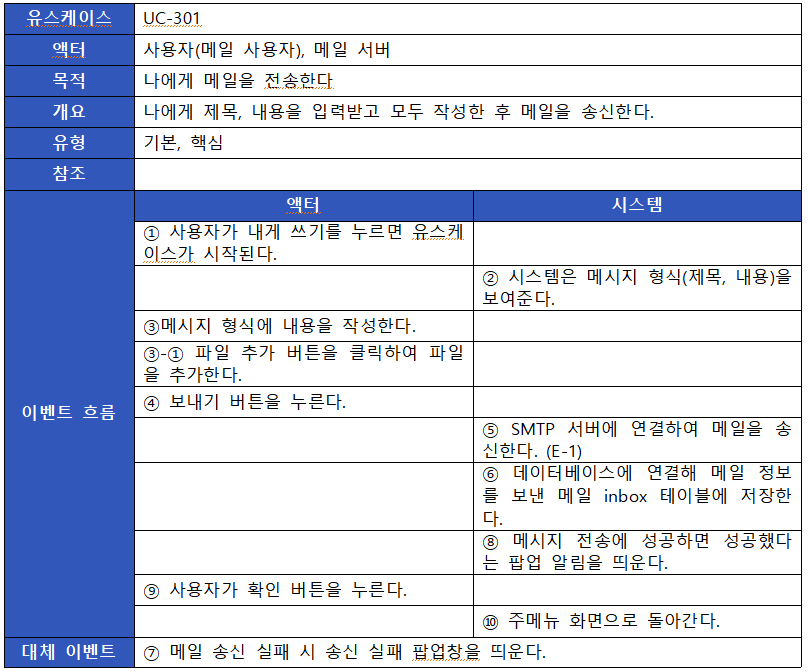 유스케이스 UC-301
액터 사용자(메일 사용자), 메일 서버
목적 나에게 메일을 전송한다
개요 나에게 제목, 내용을 입력받고 모두 작성한 후 메일을 송신한다.
유형 기본, 핵심
참조
액터 시스템
① 사용자가 내게 쓰기를 누르면 유스케
이스가 시작된다.
② 시스템은 메시지 형식(제목, 내용)을
보여준다.
③메시지 형식에 내용을 작성한다.
③-① 파일 추가 버튼을 클릭하여 파일
을 추가한다.
이벤트 흐름
④ 보내기 버튼을 누른다.
⑤ SMTP 서버에 연결하여 메일을 송
신한다. (E-1)
⑥ 데이터베이스에 연결해 메일 정보
를 보낸 메일 inbox 테이블에 저장한
다.
⑧ 메시지 전송에 성공하면 성공했다
는 팝업 알림을 띄운다.
⑨ 사용자가 확인 버튼을 누른다.
⑩ 주메뉴 화면으로 돌아간다.
대체 이벤트 ⑦ 메일 송신 실패 시 송신 실패 팝업창을 띄운다.